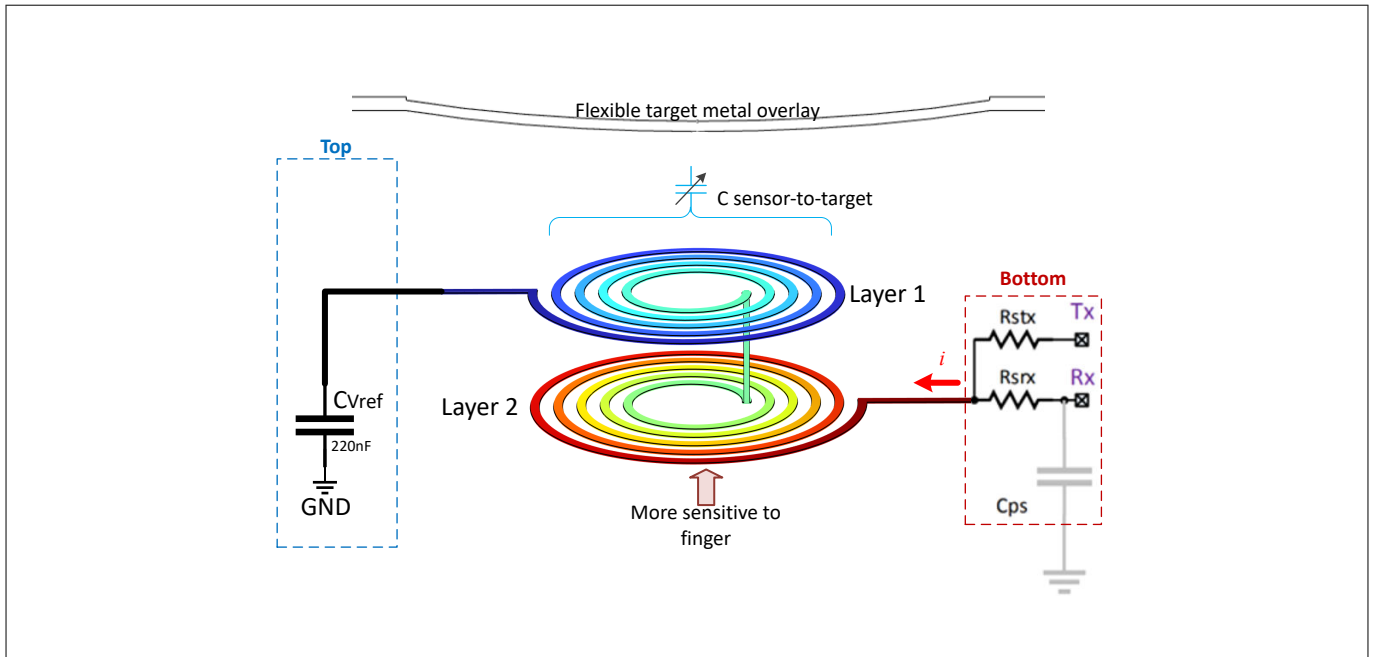 Flexible target metal overlay
Top
C sensor-to-target
Layer 1
Bottom
Rstx
Tx
i
Rsrx
Rx
Layer 2
CVref
220nF
GND
Cps
More sensitive to
finger